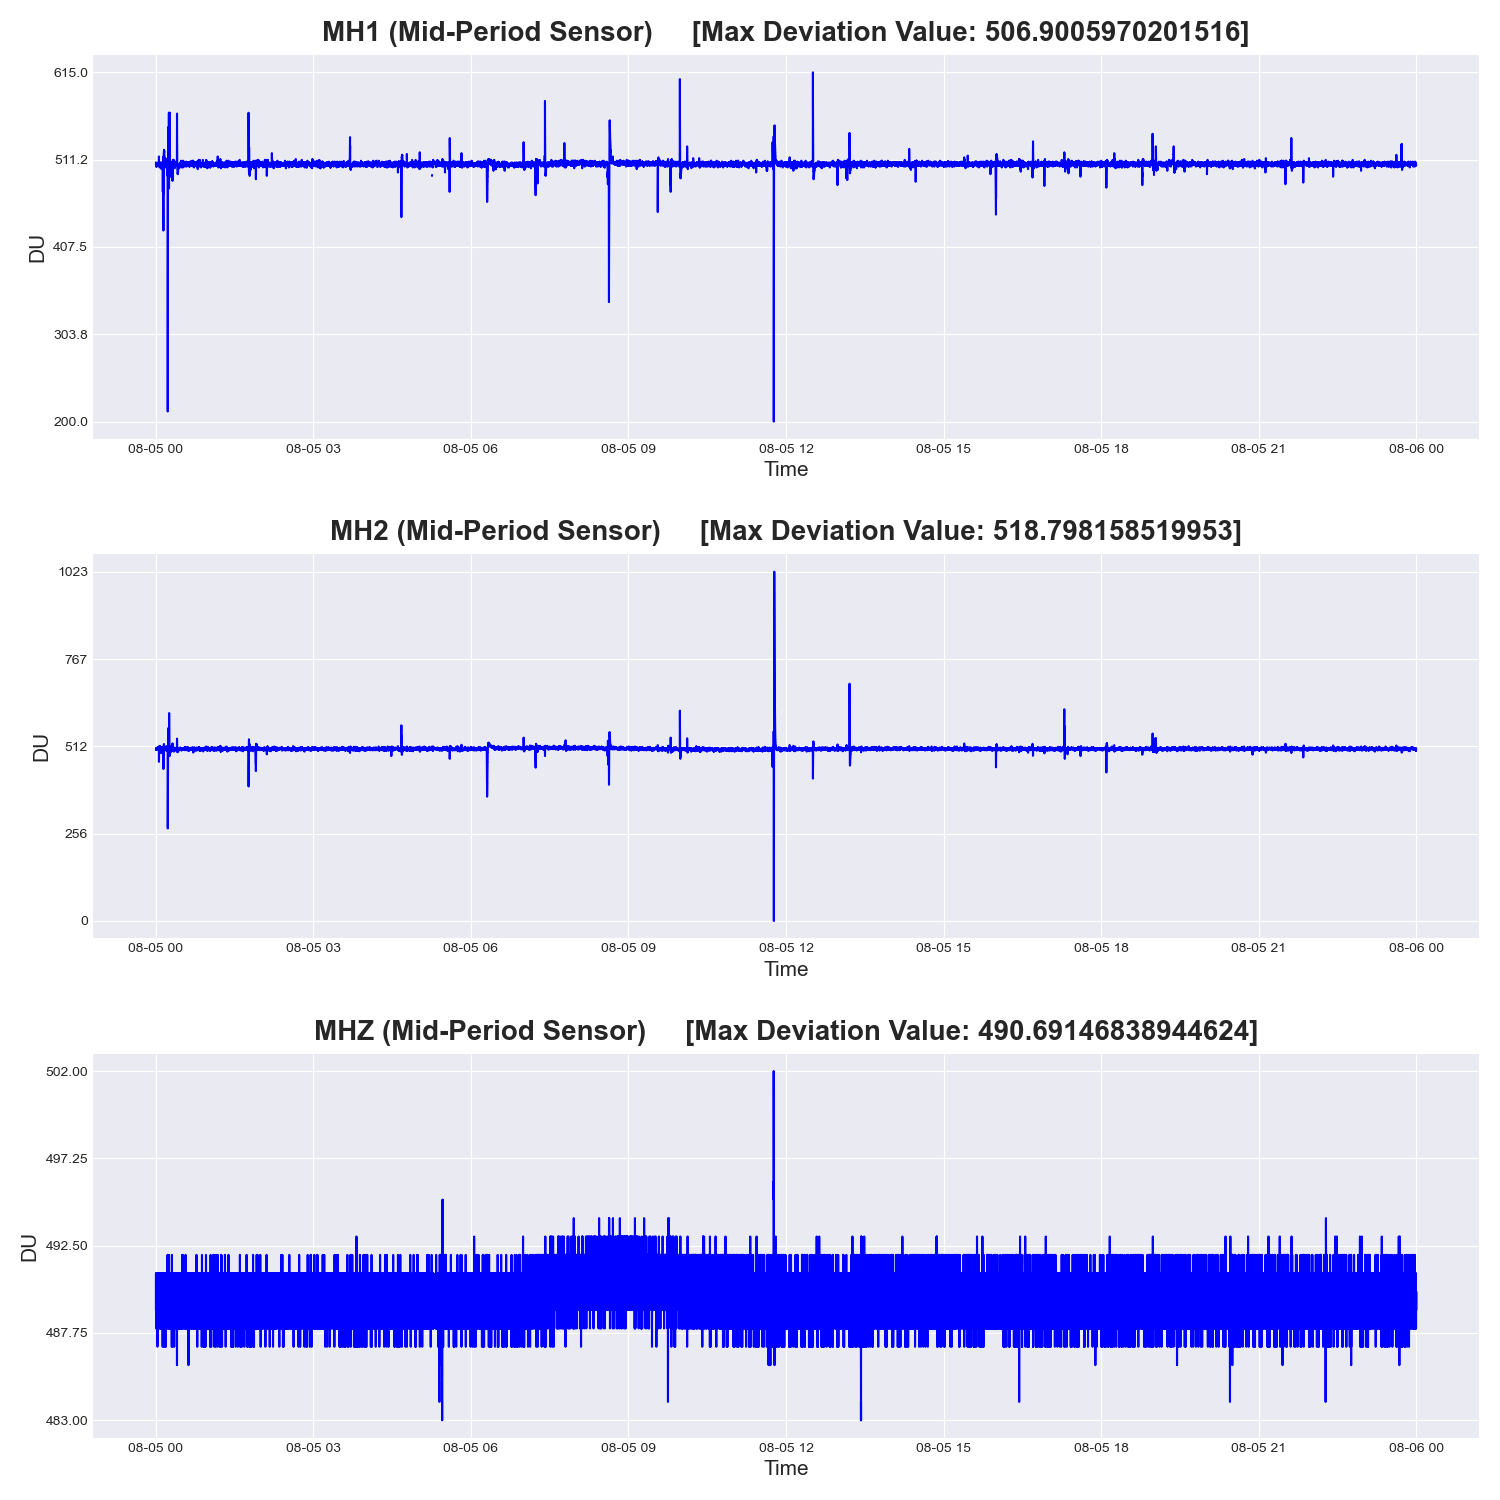 MH1 (Mid-Period Sensor) [Max Deviation Value: 506.9005970201516]
615.0
511.2
407.5
303.8
200.0
DU
08-05 00 08-05 03 08-05 06 08-05 09 08-05 12 08-05 15 08-05 18 08-05 21 08-06 00
Time
MH2 (Mid-Period Sensor) [Max Deviation Value: 518.798158519953]
1023
767
512
256
0
DU
08-05 00 08-05 03 08-05 06 08-05 09 08-05 12 08-05 15 08-05 18 08-05 21 08-06 00
Time
MHZ (Mid-Period Sensor) [Max Deviation Value: 490.69146838944624]
502.00
497.25
492.50
487.75
483.00
DU
08-05 00 08-05 03 08-05 06 08-05 09 08-05 12 08-05 15 08-05 18 08-05 21 08-06 00
Time